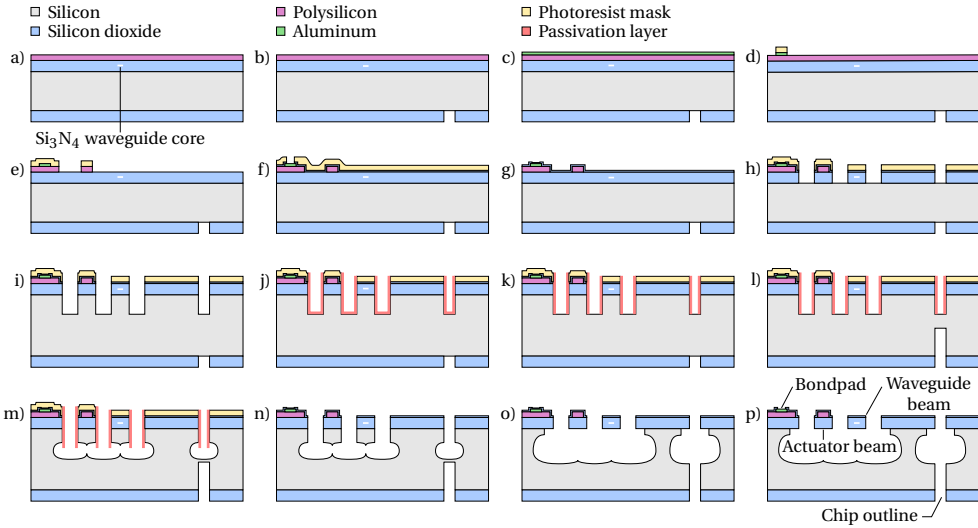 Silicon
Polysilicon
Photoresist mask
Silicon dioxide
Aluminum
Passivation layer
a)
b)
c)
d)
Si3N4 waveguide core
e)
f)
g)
h)
i)
j)
k)
l)
m)
n)
o)
p)
Bondpad
Waveguide
beam
Actuator beam
Chip outline